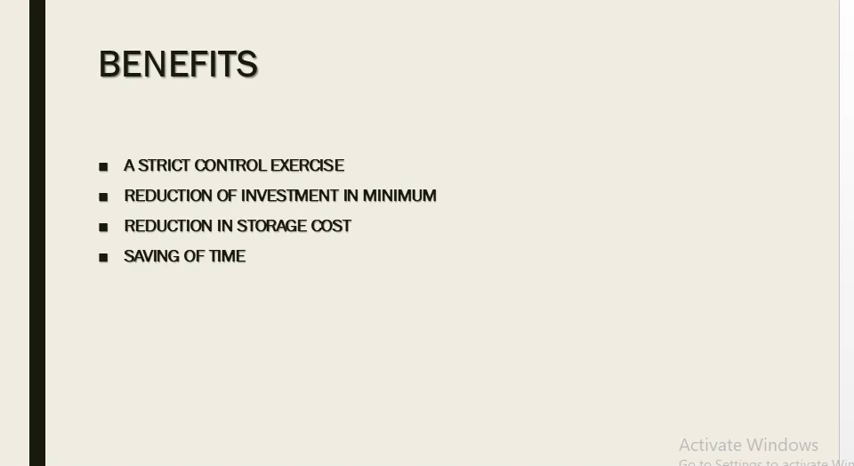 BENEFITS
■ A STRICT CONTROL EXERCISE
■ REDUCTION OF INVESTMENT IN MINIMUM
■ REDUCTION IN STORAGE COST
■ SAVING OF TIME
Activate Windows
Go to Settings to activate Win